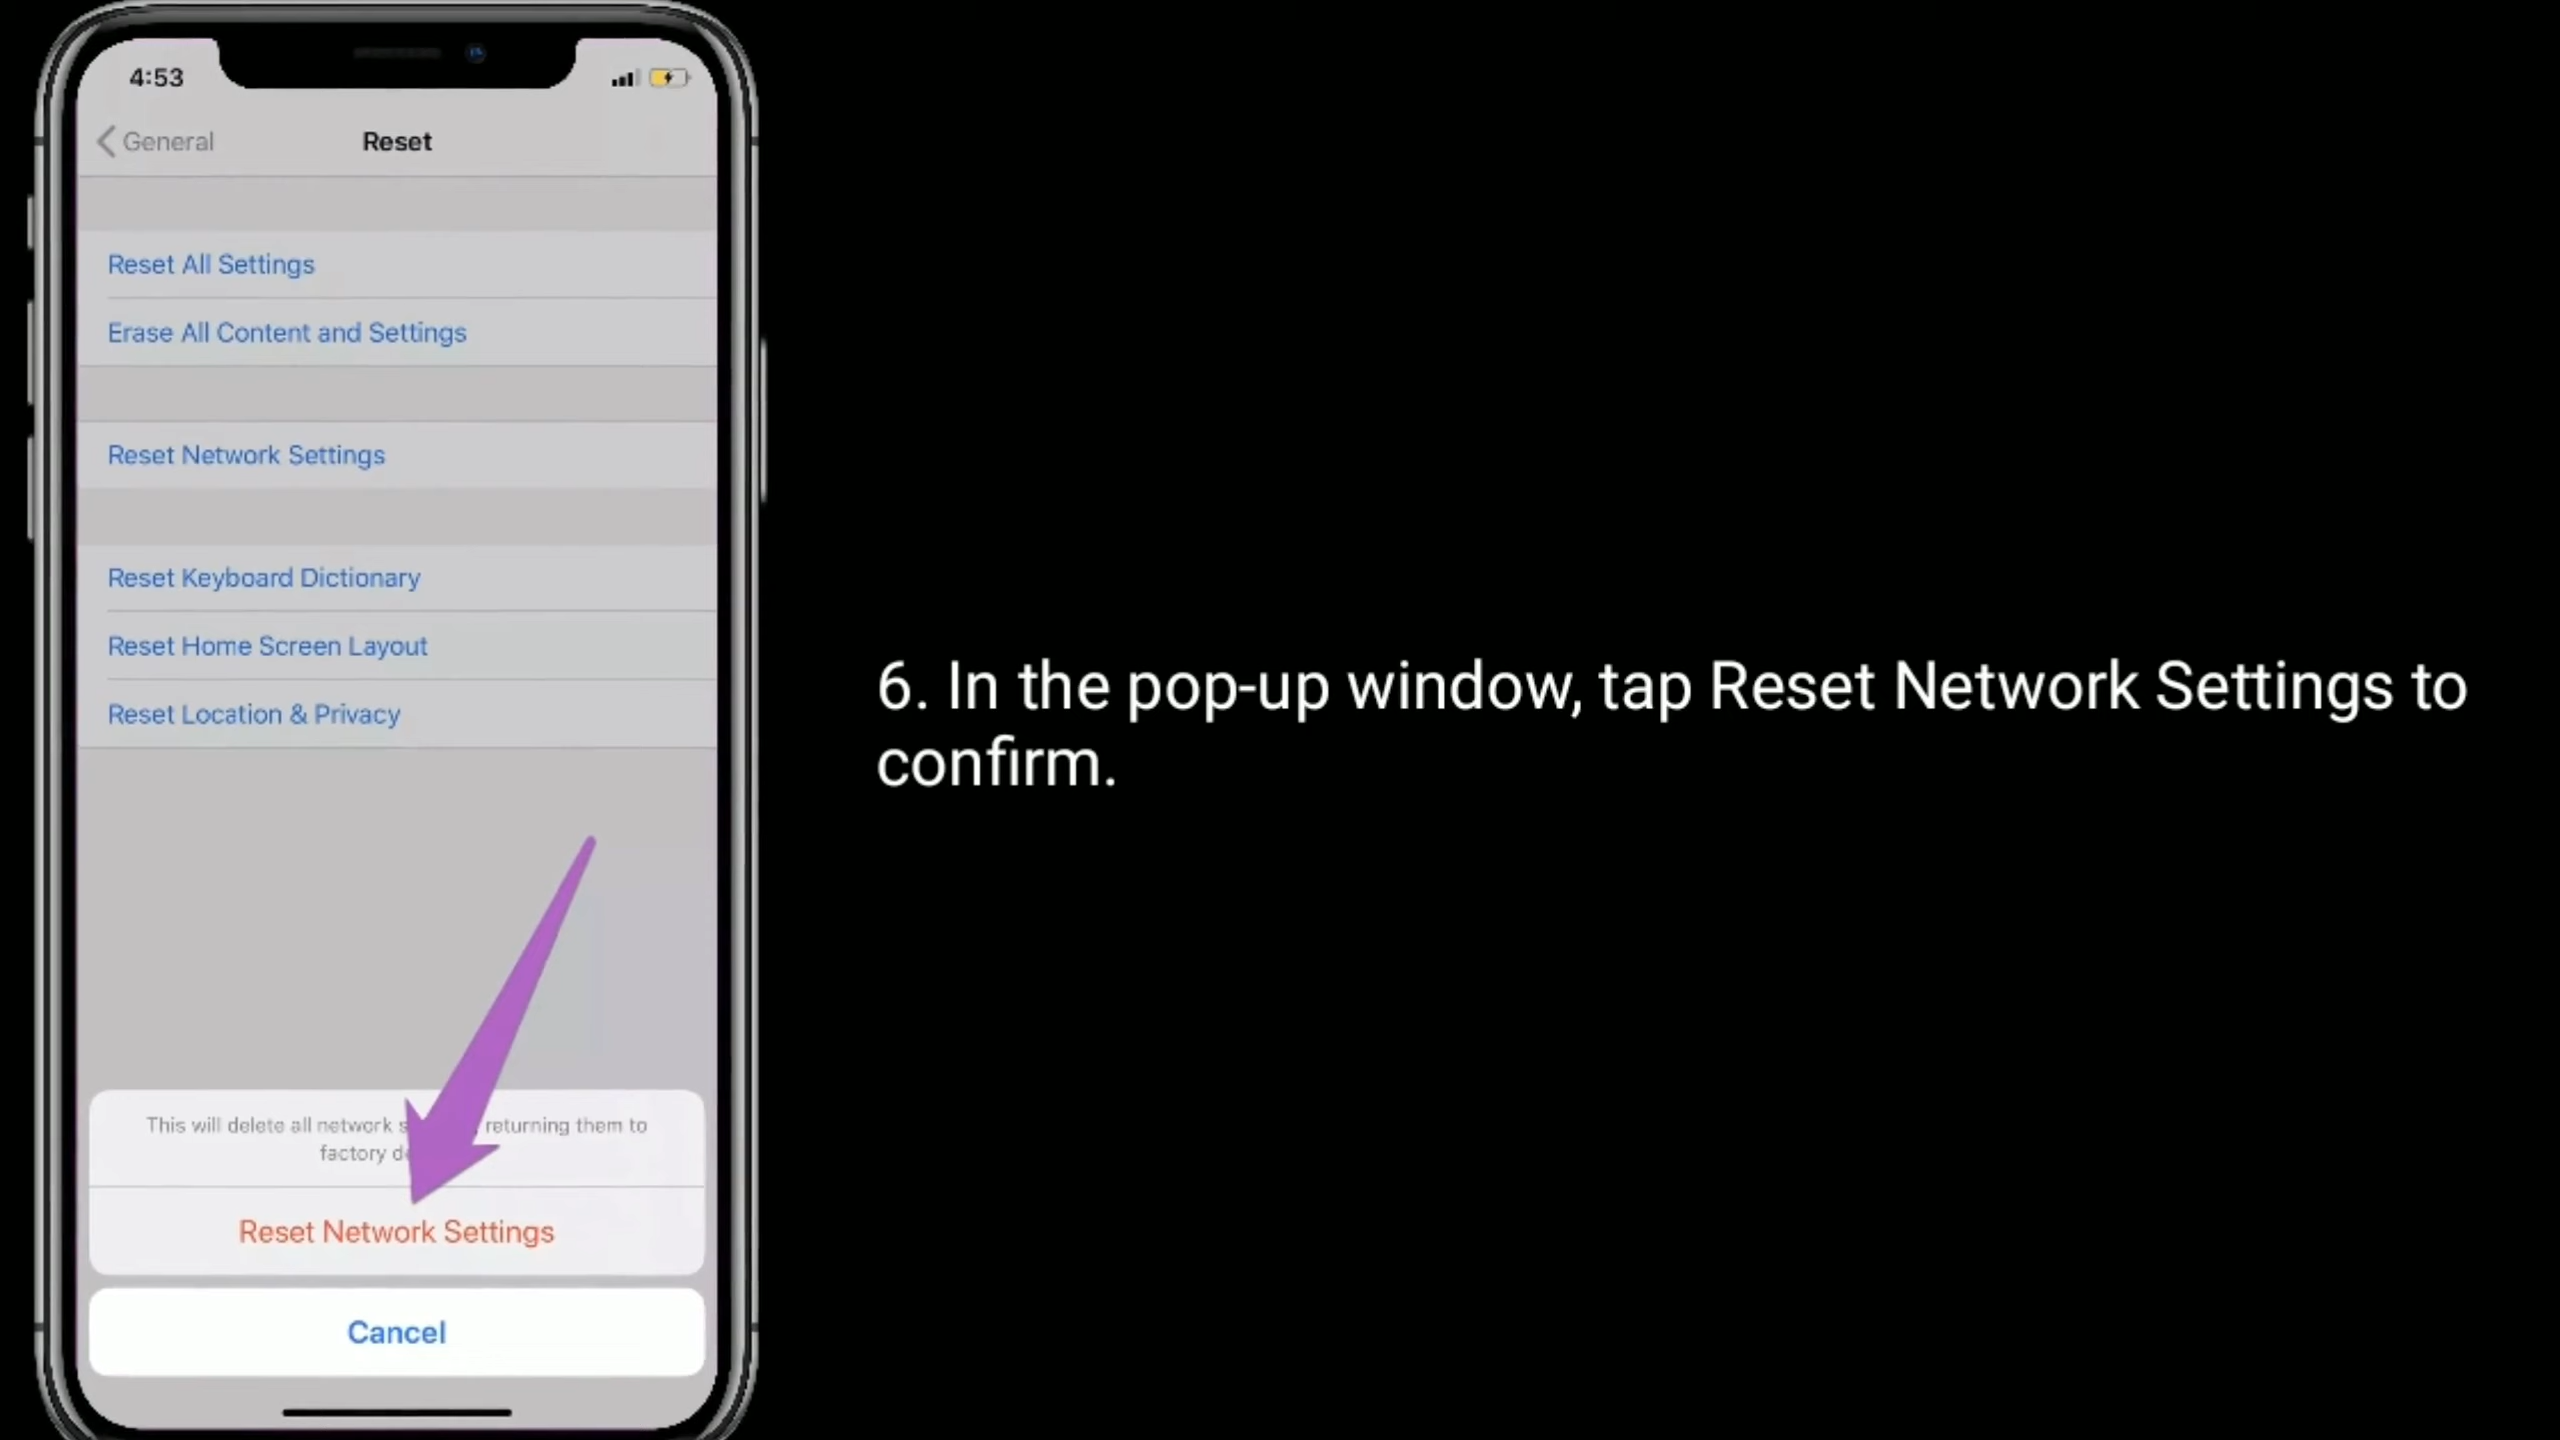 4:53
General
Reset
Reset All Settings
Erase All Content and Settings
Reset Network Settings
Reset Keyboard Dictionary
Reset Home Screen Layout
Reset Location & Privacy
This will delete all network returning them to
factory
Reset Network Settings
Cancel
6. In the pop-up window, tap Reset Network Settings to
confirm.